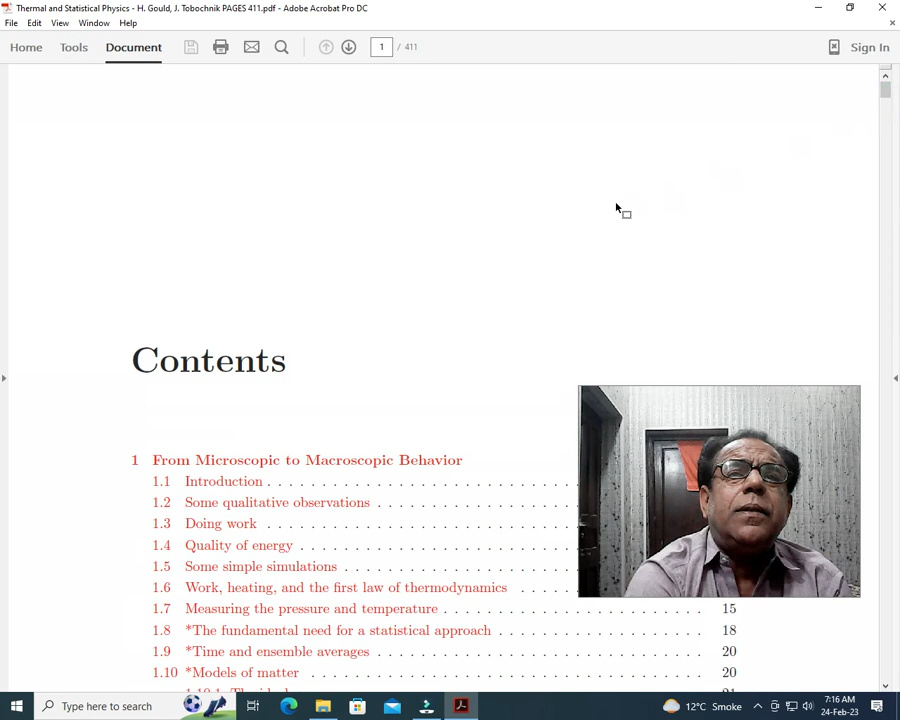 Thermal and Statistical Physics - H. Gould, J. Tobochnik PAGES 411.pdf - Adobe Acrobat Pro DC
File Edit View Window Help
Home Tools Document 1 / 411 Sign In
Contents
1 From Microscopic to Macroscopic Behavior
1.1 Introduction . . . . . . . . . . . . . . . . . . . . . . . .
1.2 Some qualitative observations . . . . . . . . . . . . . . .
1.3 Doing work . . . . . . . . . . . . . . . . . . . . . . . .
1.4 Quality of energy . . . . . . . . . . . . . . . . . . . . .
1.5 Some simple simulations . . . . . . . . . . . . . . . . . .
1.6 Work, heating, and the first law of thermodynamics . . . .
1.7 Measuring the pressure and temperature . . . . . . . . . . . . . . . . . . . . 15
1.8 *The fundamental need for a statistical approach . . . . . . . . . . . . . . . . 18
1.9 *Time and ensemble averages . . . . . . . . . . . . . . . . . . . . . . . . . 20
1.10 *Models of matter . . . . . . . . . . . . . . . . . . . . . . . . . . . . . . 20
Type here to search
12°C Smoke
7:16 AM
24-Feb-23